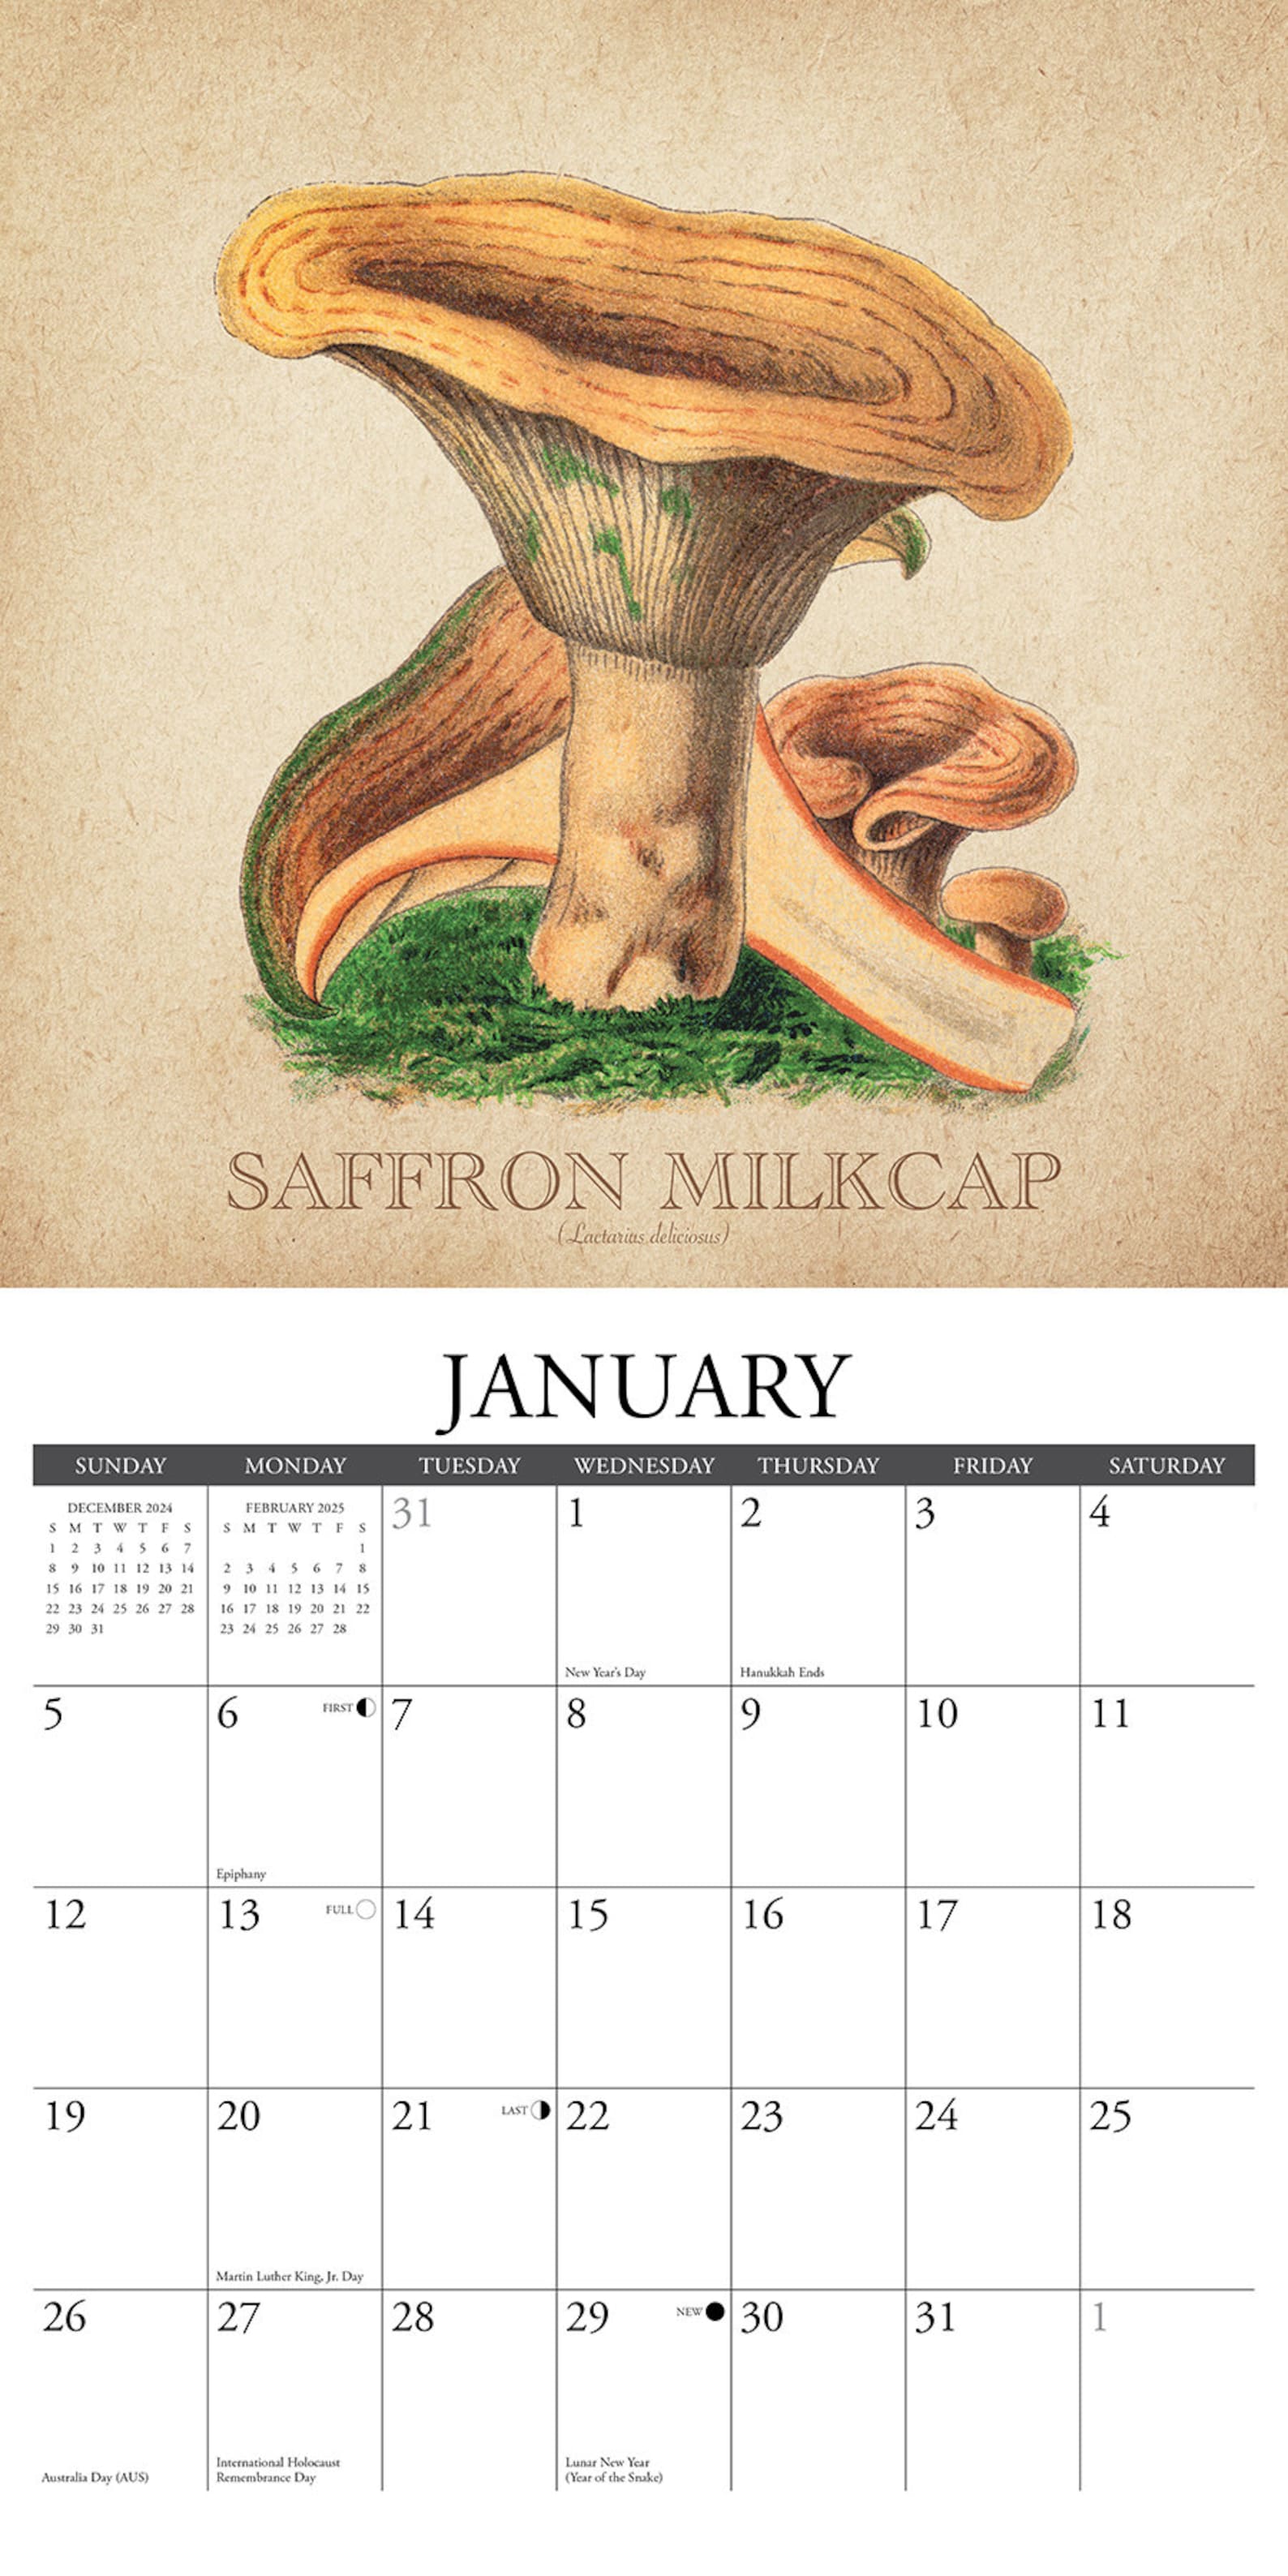 SAFFRON MILKCAP
(Lactarius deliciosus)
JANUARY
SUNDAY MONDAY TUESDAY WEDNESDAY THURSDAY FRIDAY SATURDAY
DECEMBER 2024
S M T W T F S
1 2 3 4 5 6 7
8 9 10 11 12 13 14
15 16 17 18 19 20 21
22 23 24 25 26 27 28
29 30 31
FEBRUARY 2025
S M T W T F S
1
2 3 4 5 6 7 8
9 10 11 12 13 14 15
16 17 18 19 20 21 22
23 24 25 26 27 28
31 1 2 3 4
New Year's Day Hanukkah Ends
5 6 FIRST 7 8 9 10 11
Epiphany
12 13 FULL 14 15 16 17 18
19 20 21 LAST 22 23 24 25
Martin Luther King, Jr. Day
26 27 28 29 NEW 30 31 1
Australia Day (AUS)
International Holocaust
Remembrance Day
Lunar New Year
(Year of the Snake)